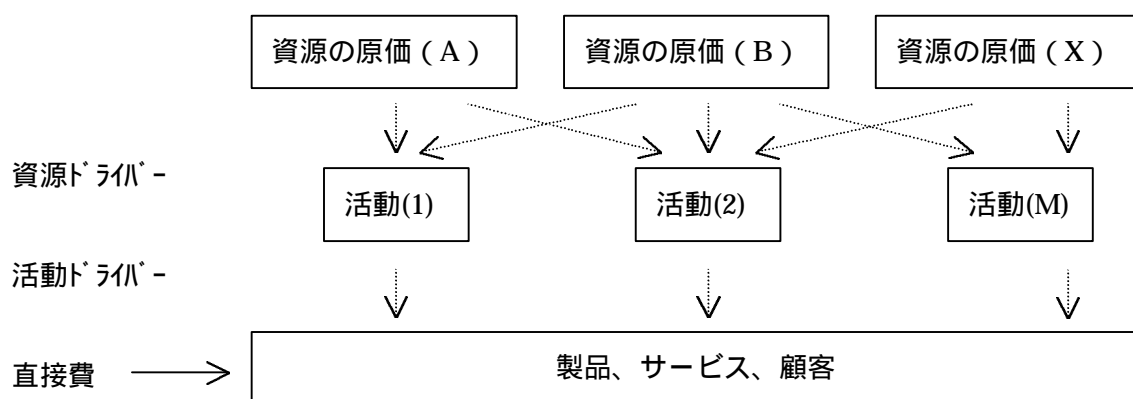 資源の原価（A） 資源の原価（B） 資源の原価（X）
資源ﾄﾞﾗｲﾊﾞｰ
活動(1) 活動(2) 活動(M)
活動ﾄﾞﾗｲﾊﾞｰ
直接費 製品、サービス、顧客